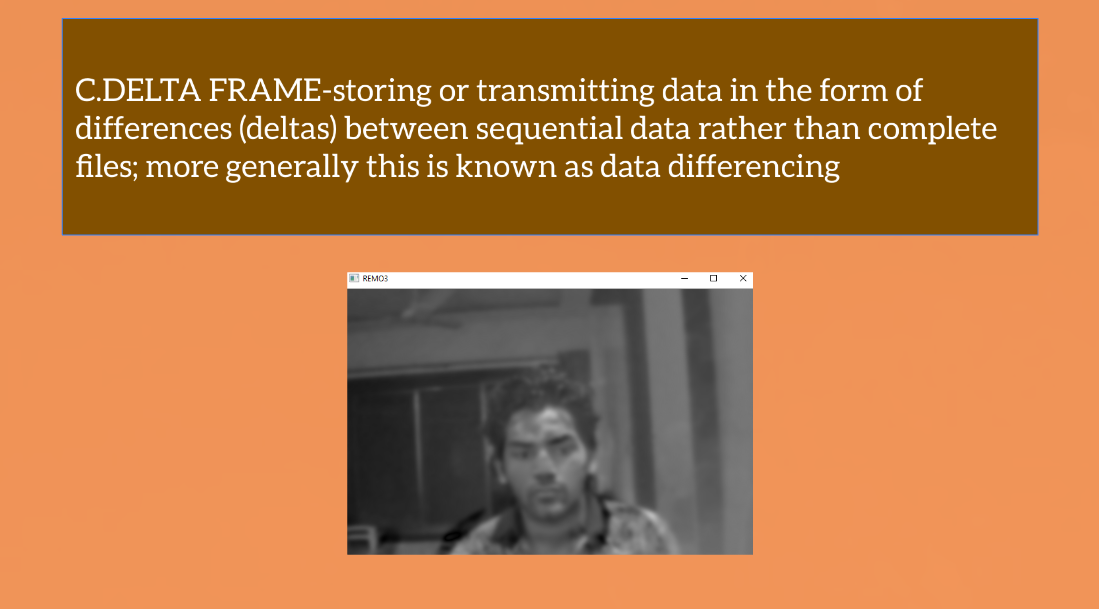 C.DELTA FRAME-storing or transmitting data in the form of
differences (deltas) between sequential data rather than complete
files; more generally this is known as data differencing
REMO3